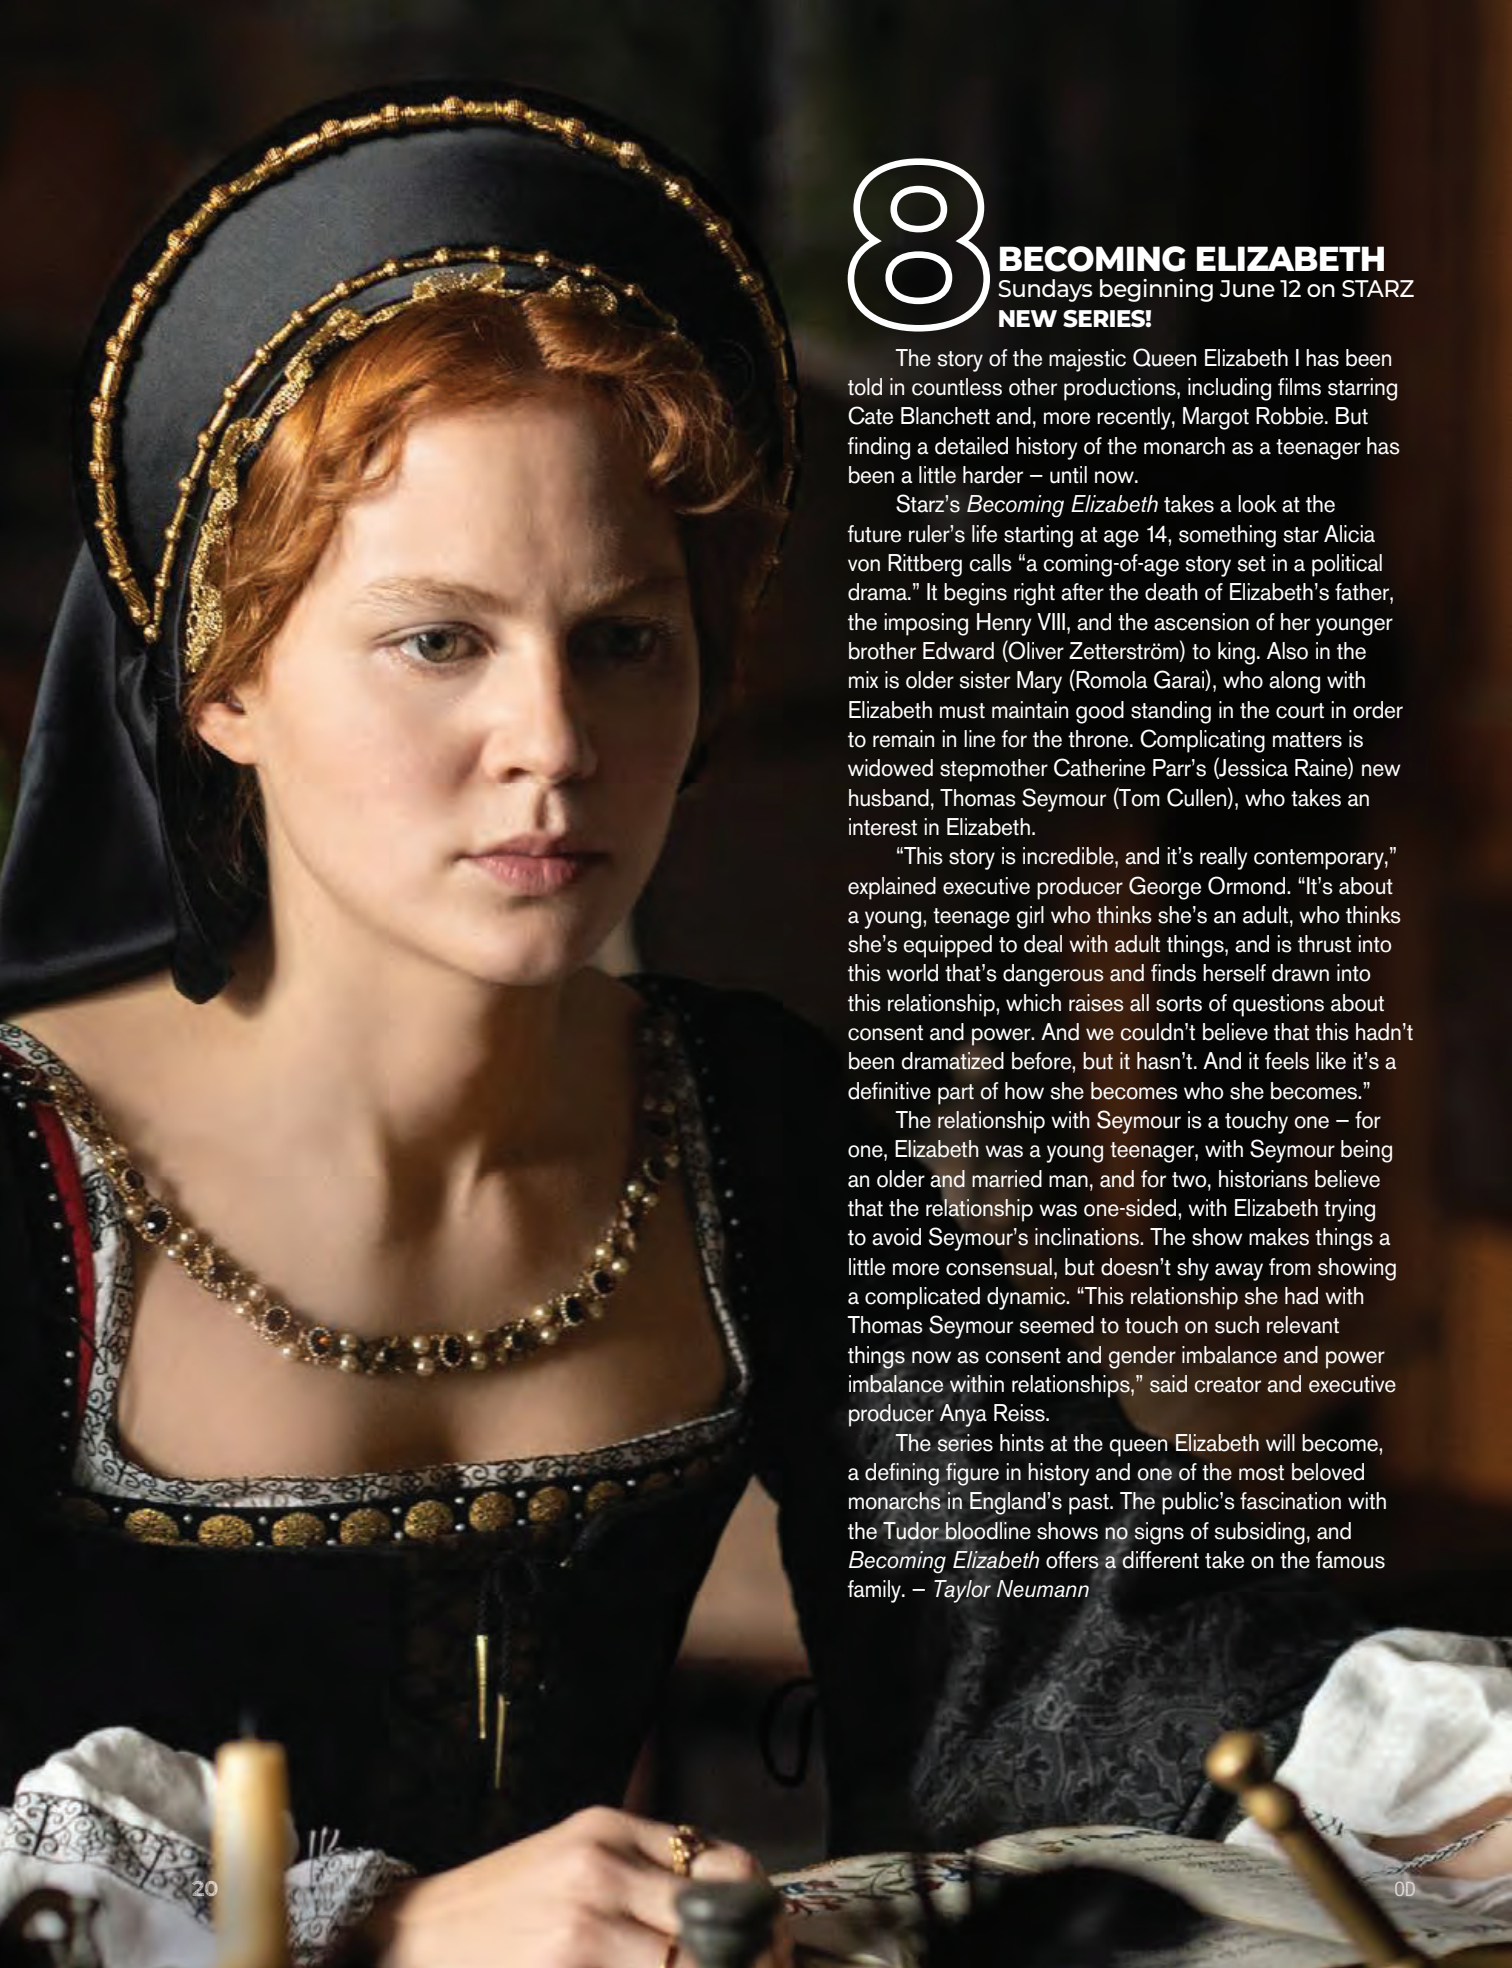 8
BECOMING ELIZABETH
Sundays beginning June 12 on STARZ
NEW SERIES!
The story of the majestic Queen Elizabeth I has been
told in countless other productions, including films starring
Cate Blanchett and, more recently, Margot Robbie. But
finding a detailed history of the monarch as a teenager has
been a little harder – until now.
Starz’s Becoming Elizabeth takes a look at the
future ruler’s life starting at age 14, something star Alicia
von Rittberg calls “a coming-of-age story set in a political
drama.” It begins right after the death of Elizabeth’s father,
the imposing Henry VIII, and the ascension of her younger
brother Edward (Oliver Zetterström) to king. Also in the
mix is older sister Mary (Romola Garai), who along with
Elizabeth must maintain good standing in the court in order
to remain in line for the throne. Complicating matters is
widowed stepmother Catherine Parr’s (Jessica Raine) new
husband, Thomas Seymour (Tom Cullen), who takes an
interest in Elizabeth.
“This story is incredible, and it’s really contemporary,”
explained executive producer George Ormond. “It’s about
a young, teenage girl who thinks she’s an adult, who thinks
she’s equipped to deal with adult things, and is thrust into
this world that’s dangerous and finds herself drawn into
this relationship, which raises all sorts of questions about
consent and power. And we couldn’t believe that this hadn’t
been dramatized before, but it hasn’t. And it feels like it’s a
definitive part of how she becomes who she becomes.”
The relationship with Seymour is a touchy one – for
one, Elizabeth was a young teenager, with Seymour being
an older and married man, and for two, historians believe
that the relationship was one-sided, with Elizabeth trying
to avoid Seymour’s inclinations. The show makes things a
little more consensual, but doesn’t shy away from showing
a complicated dynamic. “This relationship she had with
Thomas Seymour seemed to touch on such relevant
things now as consent and gender imbalance and power
imbalance within relationships,” said creator and executive
producer Anya Reiss.
The series hints at the queen Elizabeth will become,
a defining figure in history and one of the most beloved
monarchs in England’s past. The public’s fascination with
the Tudor bloodline shows no signs of subsiding, and
Becoming Elizabeth offers a different take on the famous
family. – Taylor Neumann
20
OD